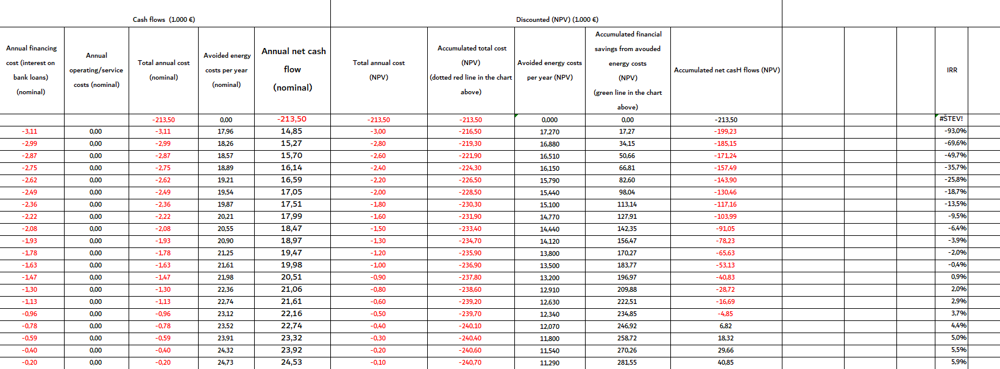 Cash flows (1.000 €) Discounted (NPV) (1.000 €)
Annual financing cost (interest on bank loans) (nominal)
Annual operating/service costs (nominal)
Total annual cost (nominal)
Avoided energy costs per year (nominal)
Annual net cash flow (nominal)
Total annual cost (NPV)
Accumulated total cost (NPV) (dotted red line in the chart above)
Avoided energy costs per year (NPV)
Accumulated financial savings from avouded energy costs (NPV) (green line in the chart above)
Accumulated net casH flows (NPV)
IRR
-213,50 0,00 -213,50 -213,50 -213,50 0,000 0,00 -213,50 #ŠTEV!
-3,11 0,00 -3,11 17,96 14,85 -3,00 -216,50 17,270 17,27 -199,23 -93,0%
-2,99 0,00 -2,99 18,26 15,27 -2,80 -219,30 16,880 34,15 -185,15 -69,6%
-2,87 0,00 -2,87 18,57 15,70 -2,60 -221,90 16,510 50,66 -171,24 -49,7%
-2,75 0,00 -2,75 18,89 16,14 -2,40 -224,30 16,150 66,81 -157,49 -35,7%
-2,62 0,00 -2,62 19,21 16,59 -2,20 -226,50 15,790 82,60 -143,90 -25,8%
-2,49 0,00 -2,49 19,54 17,05 -2,00 -228,50 15,440 98,04 -130,46 -18,7%
-2,36 0,00 -2,36 19,87 17,51 -1,80 -230,30 15,100 113,14 -117,16 -13,5%
-2,22 0,00 -2,22 20,21 17,99 -1,60 -231,90 14,770 127,91 -103,99 -9,5%
-2,08 0,00 -2,08 20,55 18,47 -1,50 -233,40 14,440 142,35 -91,05 -6,4%
-1,93 0,00 -1,93 20,90 18,97 -1,30 -234,70 14,120 156,47 -78,23 -3,9%
-1,78 0,00 -1,78 21,25 19,47 -1,20 -235,90 13,800 170,27 -65,63 -2,0%
-1,63 0,00 -1,63 21,61 19,98 -1,00 -236,90 13,500 183,77 -53,13 -0,4%
-1,47 0,00 -1,47 21,98 20,51 -0,90 -237,80 13,200 196,97 -40,83 0,9%
-1,30 0,00 -1,30 22,36 21,06 -0,80 -238,60 12,910 209,88 -28,72 2,0%
-1,13 0,00 -1,13 22,74 21,61 -0,60 -239,20 12,630 222,51 -16,69 2,9%
-0,96 0,00 -0,96 23,12 22,16 -0,50 -239,70 12,340 234,85 -4,85 3,7%
-0,78 0,00 -0,78 23,52 22,74 -0,40 -240,10 12,070 246,92 6,82 4,4%
-0,59 0,00 -0,59 23,91 23,32 -0,30 -240,40 11,800 258,72 18,32 5,0%
-0,40 0,00 -0,40 24,32 23,92 -0,20 -240,60 11,540 270,26 29,66 5,5%
-0,20 0,00 -0,20 24,73 24,53 -0,10 -240,70 11,290 281,55 40,85 5,9%